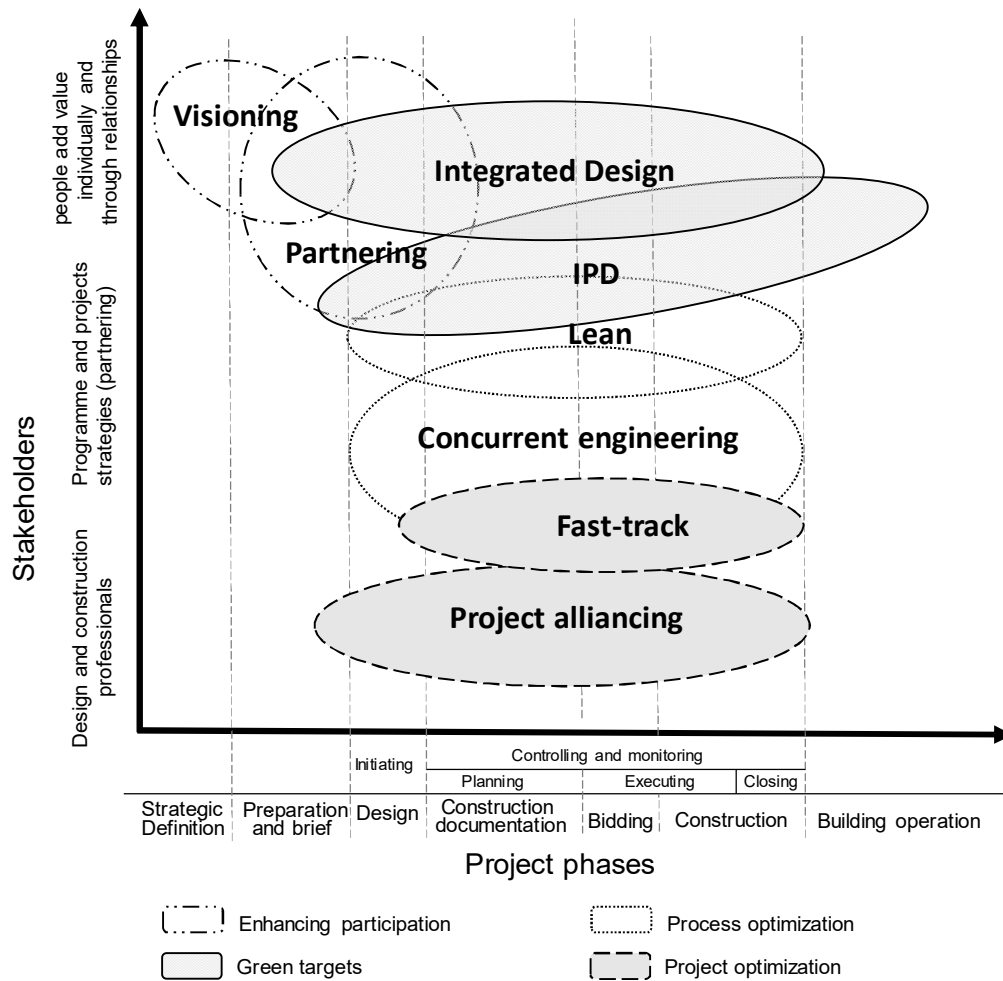 people add value
individually and
through relationships
Programme and projects
strategies (partnering)
Design and construction
professionals
Stakeholders
Visioning
Integrated Design
Partnering
IPD
Lean
Concurrent engineering
Fast-track
Project alliancing
Initiating
Controlling and monitoring
Planning
Executing
Closing
Strategic
Definition
Preparation
and brief
Design
Construction
documentation
Bidding
Construction
Building operation
Project phases
Enhancing participation
Process optimization
Green targets
Project optimization